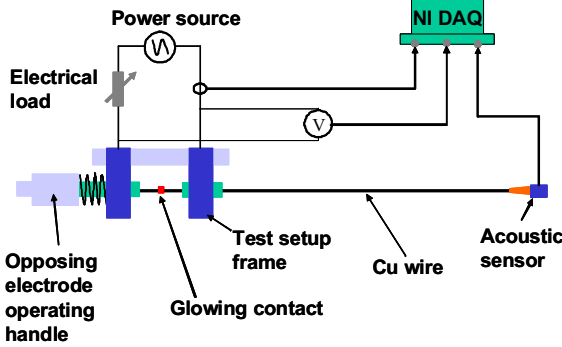 NI DAQ
Power source
Electrical
load
V
Test setup
frame
Cu wire
Acoustic
sensor
Opposing
electrode
operating
handle
Glowing contact